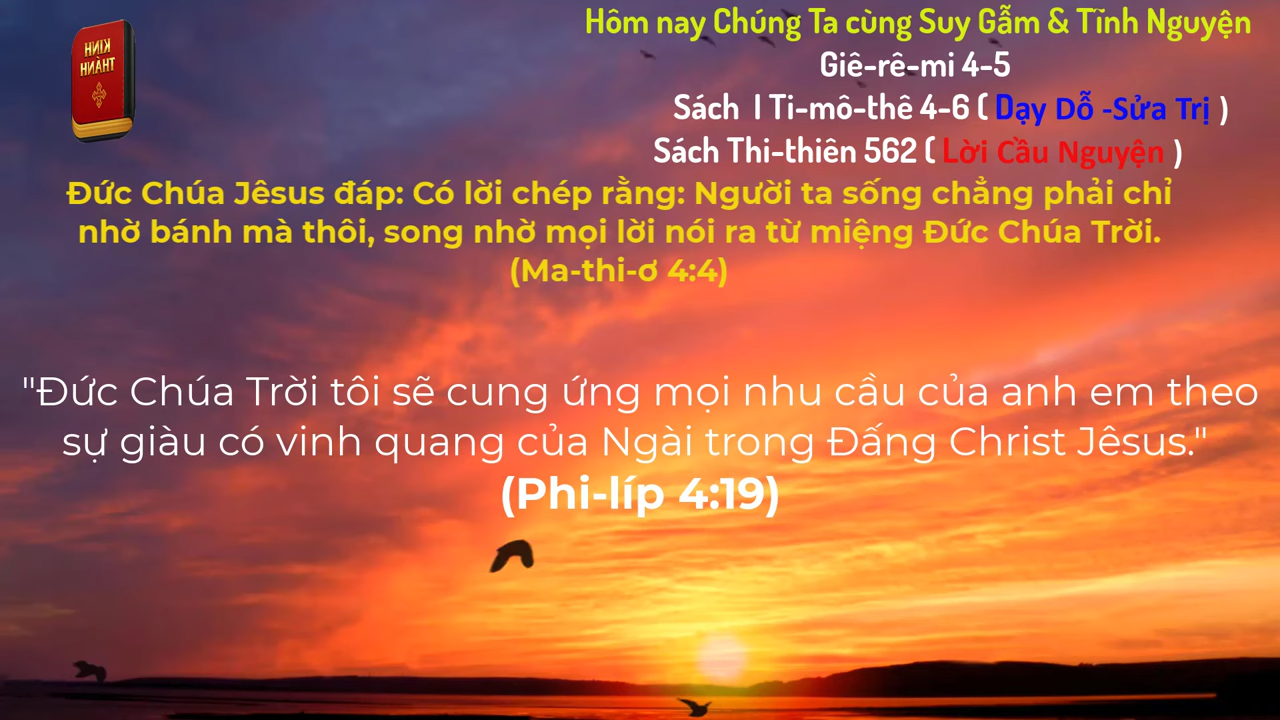 Hôm nay Chúng Ta cùng Suy Gẫm & Tĩnh Nguyện
Giê-rê-mi 4-5
Sách I Ti-mô-thê 4-6 ( Dạy Dỗ -Sửa Trị )
Sách Thi-thiên 562 ( Lời Cầu Nguyện )
KINH
THÁNH
Đức Chúa Jêsus đáp: Có lời chép rằng: Người ta sống chẳng phải chỉ
nhờ bánh mà thôi, song nhờ mọi lời nói ra từ miệng Đức Chúa Trời.
(Ma-thi-ơ 4:4)
"Đức Chúa Trời tôi sẽ cung ứng mọi nhu cầu của anh em theo
sự giàu có vinh quang của Ngài trong Đấng Christ Jêsus."
(Phi-líp 4:19)